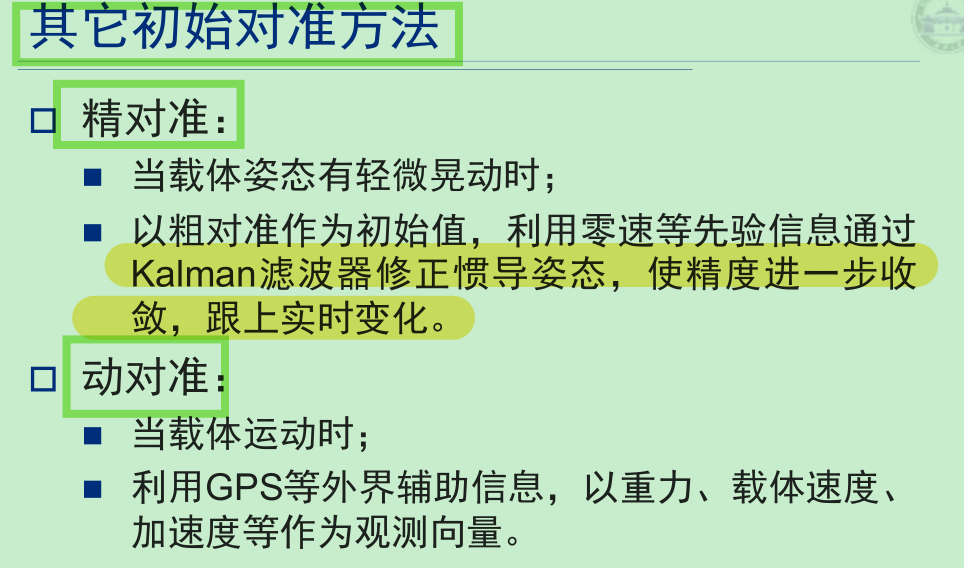 其它初始对准方法
精对准：
当载体姿态有轻微晃动时；
以粗对准作为初始值，利用零速等先验信息通过
Kalman滤波器修正惯导姿态，使精度进一步收
敛，跟上实时变化。
动对准：
当载体运动时；
利用GPS等外界辅助信息，以重力、载体速度、
加速度等作为观测向量。